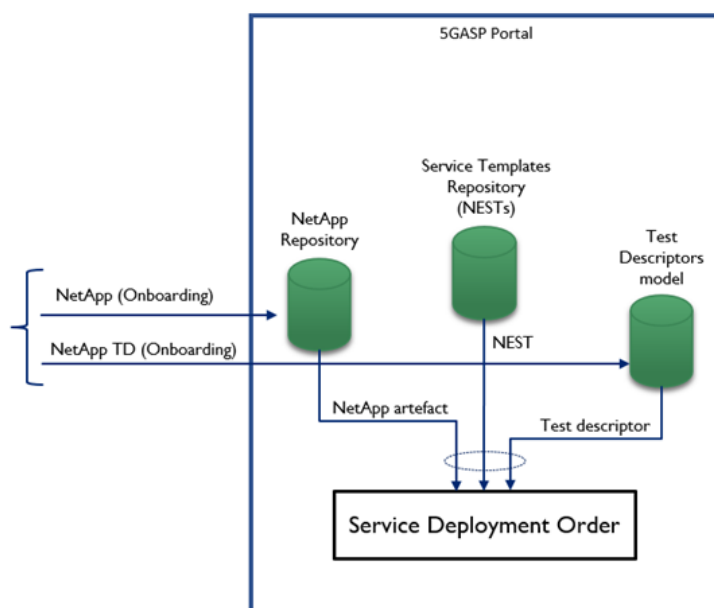 5GASP Portal
Service Templates
Repository
(NESTs)
NetApp
Repository
Test
Descriptors
model
NetApp (Onboarding)
NetApp TD (Onboarding)
NEST
NetApp artefact
Test descriptor
Service Deployment Order